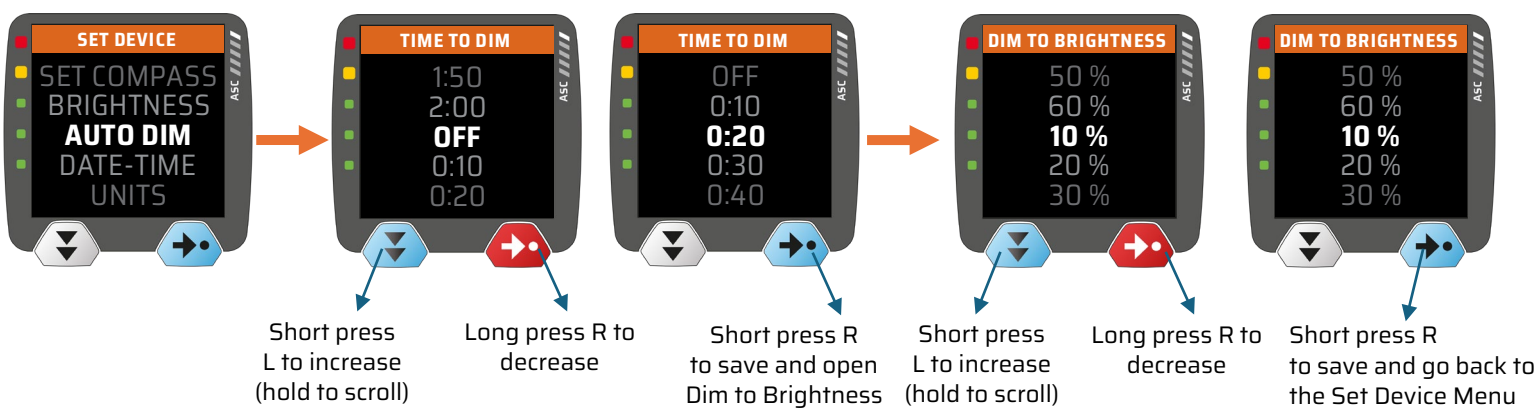 SET DEVICE
SET COMPASS
BRIGHTNESS
AUTO DIM
DATE-TIME
UNITS
ASC
TIME TO DIM
1:50
2:00
OFF
0:10
0:20
ASC
Short press
L to increase
(hold to scroll)
Long press R to
decrease
TIME TO DIM
OFF
0:10
0:20
0:30
0:40
ASC
Short press R
to save and open
Dim to Brightness
DIM TO BRIGHTNESS
50 %
60 %
10 %
20 %
30 %
ASC
Short press
L to increase
(hold to scroll)
Long press R to
decrease
DIM TO BRIGHTNESS
50 %
60 %
10 %
20 %
30 %
ASC
Short press R
to save and go back to
the Set Device Menu